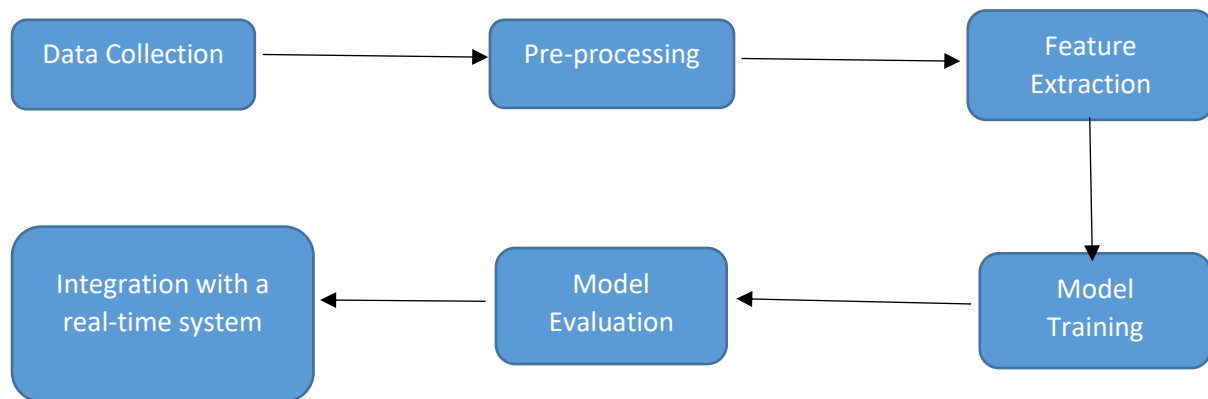 Data Collection
Pre-processing
Feature
Extraction
Model
Training
Model
Evaluation
Integration with a
real-time system